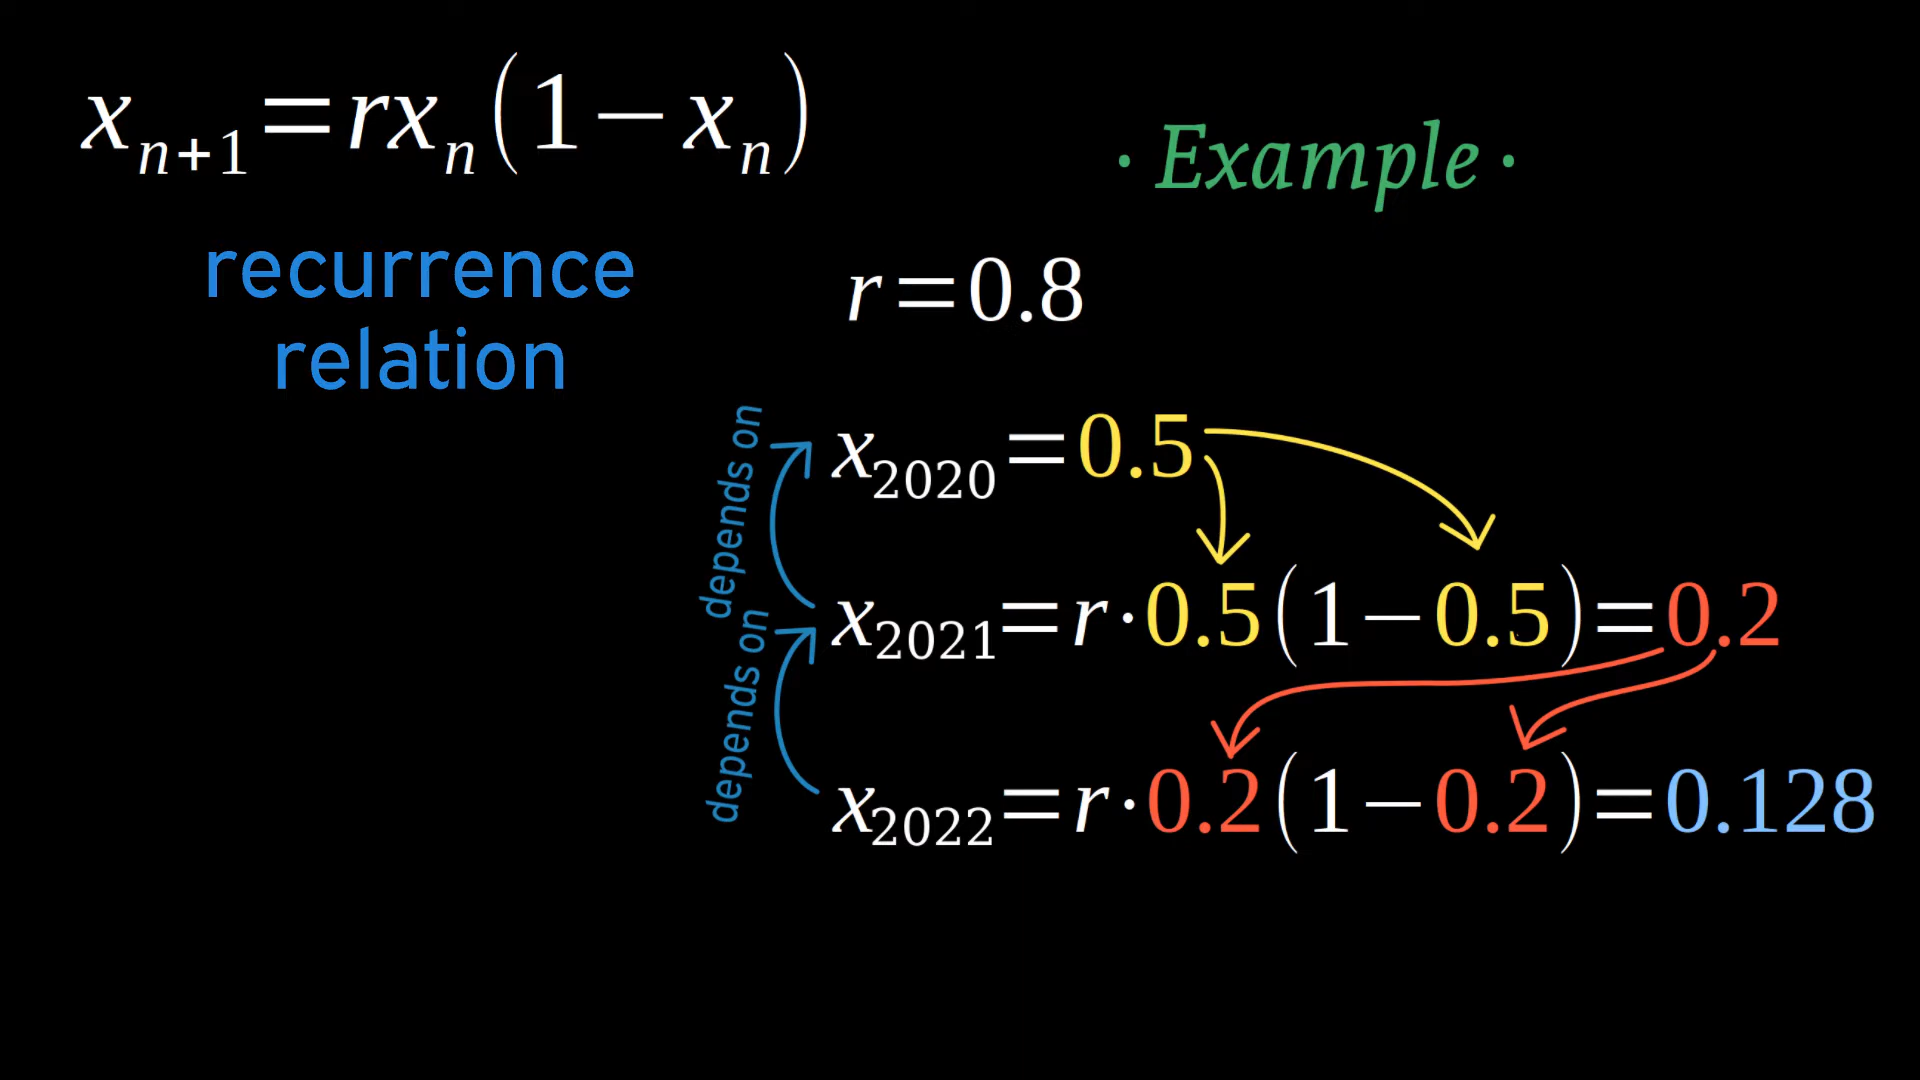 xₙ₊₁=rxₙ(1−xₙ)
· Example ·
recurrence
relation
r=0.8
depends on
x₂₀₂₀=0.5
x₂₀₂₁=r·0.5(1−0.5)=0.2
depends on
x₂₀₂₂=r·0.2(1−0.2)=0.128